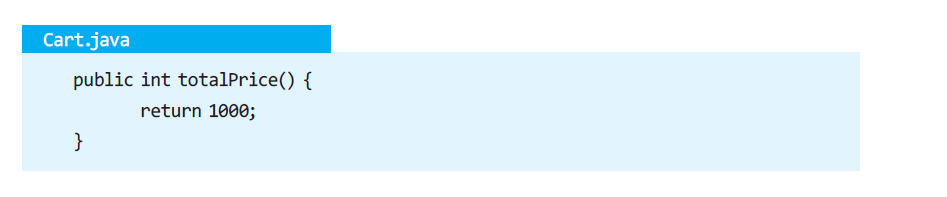 Cart.java
public int totalPrice() {
return 1000;
}